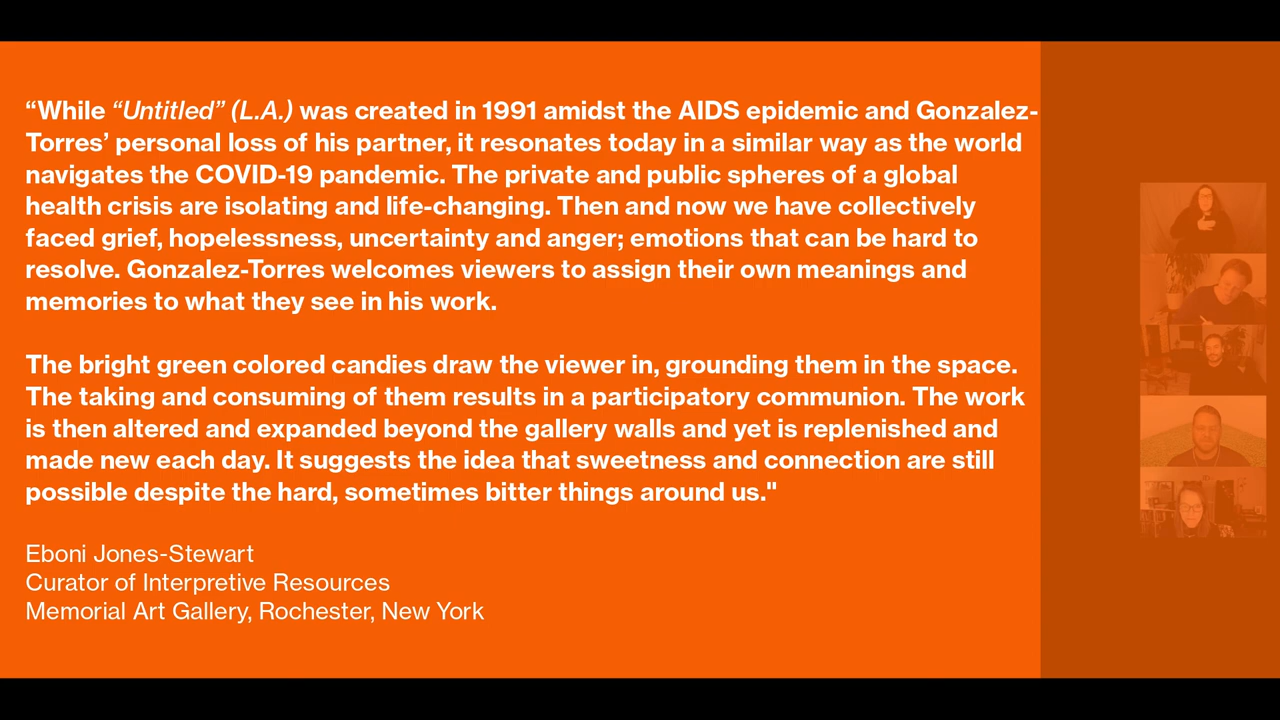 “While “Untitled” (L.A.) was created in 1991 amidst the AIDS epidemic and Gonzalez-
Torres’ personal loss of his partner, it resonates today in a similar way as the world
navigates the COVID-19 pandemic. The private and public spheres of a global
health crisis are isolating and life-changing. Then and now we have collectively
faced grief, hopelessness, uncertainty and anger; emotions that can be hard to
resolve. Gonzalez-Torres welcomes viewers to assign their own meanings and
memories to what they see in his work.
The bright green colored candies draw the viewer in, grounding them in the space.
The taking and consuming of them results in a participatory communion. The work
is then altered and expanded beyond the gallery walls and yet is replenished and
made new each day. It suggests the idea that sweetness and connection are still
possible despite the hard, sometimes bitter things around us."
Eboni Jones-Stewart
Curator of Interpretive Resources
Memorial Art Gallery, Rochester, New York